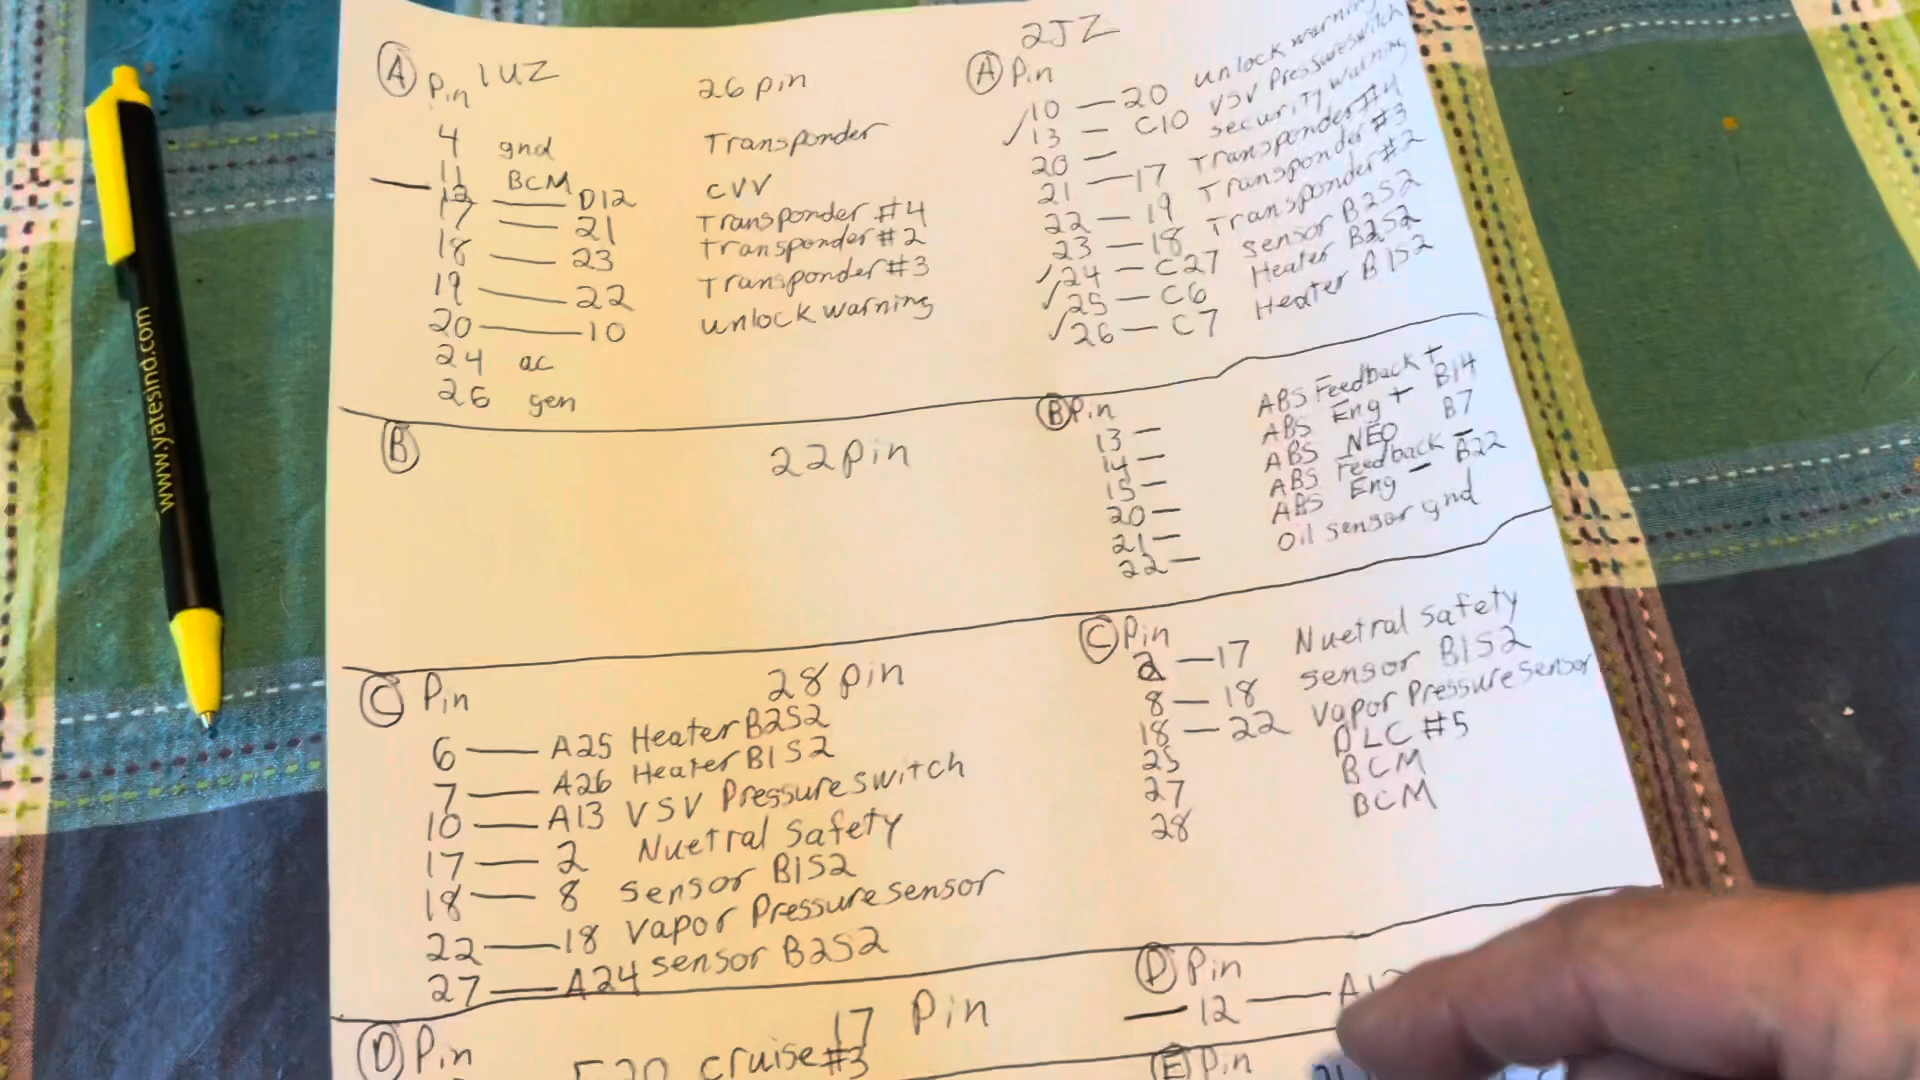 A Pin 1UZ 26 pin
4 gnd Transponder
11 BCM
12 — D12 CVV
17 — 21 Transponder #4
18 — 23 Transponder #2
19 — 22 Transponder #3
20 — 10 unlock warning
24 ac
26 gen
2JZ
A Pin
10 — 20 unlock warning
✓13 — C10 VSV Pressure switch
20 — security warning
21 — 17 Transponder #4
22 — 19 Transponder #3
23 — 18 Transponder #2
✓24 — C27 sensor B2S2
✓25 — C6 Heater B2S2
✓26 — C7 Heater B1S2
B 22 pin
B Pin
13 — ABS Feedback +
14 — ABS Eng + B14
15 — ABS NEO B7
20 — ABS Feedback -
21 — ABS Eng - B22
22 — Oil sensor gnd
C Pin 28 pin
6 — A25 Heater B2S2
7 — A26 Heater B1S2
10 — A13 VSV Pressure switch
17 — 2 Nuetral Safety
18 — 8 sensor B1S2
22 — 18 Vapor Pressure sensor
27 — A24 sensor B2S2
C Pin
2 — 17 Nuetral Safety
8 — 18 sensor B1S2
18 — 22 Vapor Pressure sensor
25 DLC #5
27 BCM
28 BCM
D Pin 17 Pin
cruise #3
D Pin
— 12 —
E Pin
www.yatesind.com